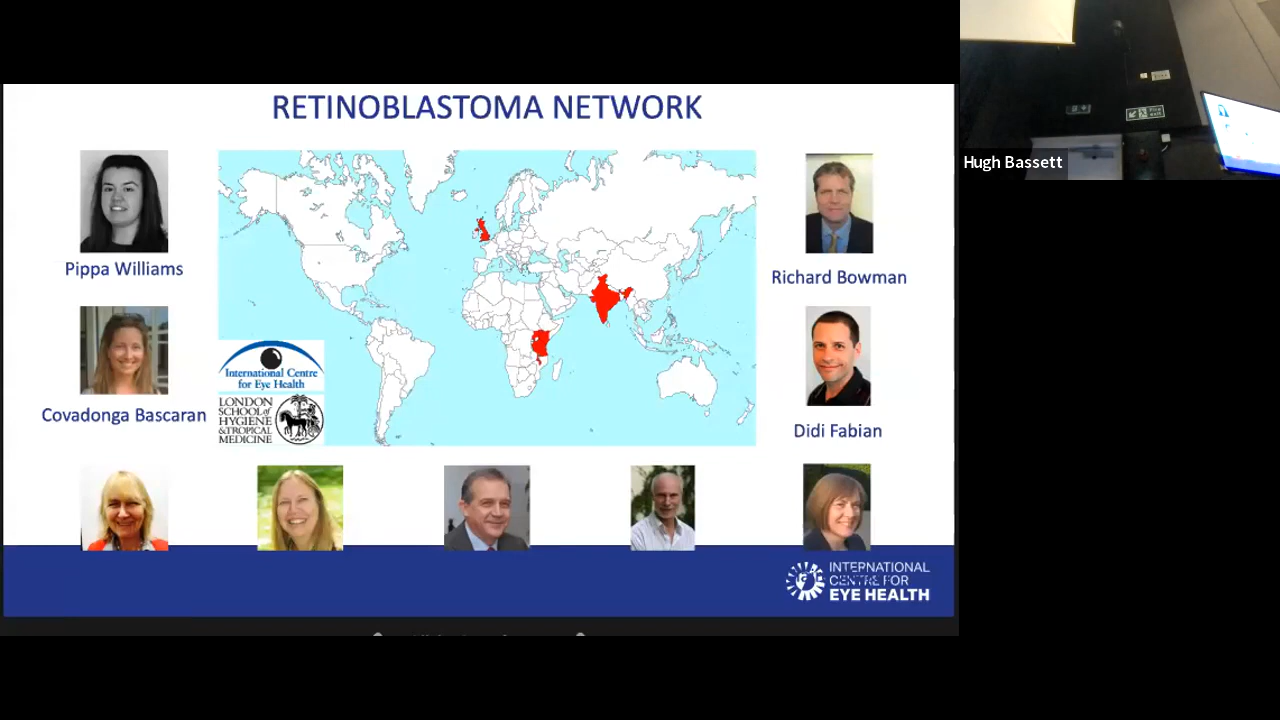 RETINOBLASTOMA NETWORK
Pippa Williams
Richard Bowman
Covadonga Bascaran
Didi Fabian
International Centre
for Eye Health
LONDON
SCHOOL of
HYGIENE
& TROPICAL
MEDICINE
INTERNATIONAL
CENTRE FOR
EYE HEALTH
Hugh Bassett